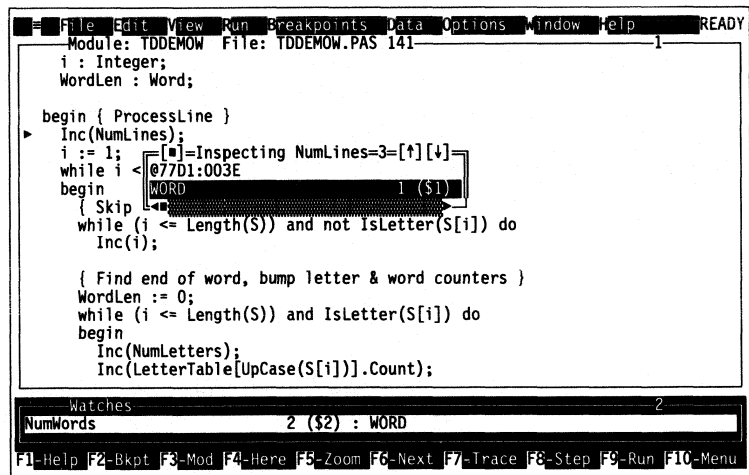 ≡ File Edit View Run Breakpoints Data Options Window Help READY
Module: TDDEMOW File: TDDEMOW.PAS 141 1
i : Integer;
WordLen : Word;
begin { ProcessLine }
► Inc(NumLines);
i := 1; [■]=Inspecting NumLines=3=[↑][↓]
while i < @77D1:003E
begin WORD 1 ($1)
{ Skip
while (i <= Length(S)) and not IsLetter(S[i]) do
Inc(i);
{ Find end of word, bump letter & word counters }
WordLen := 0;
while (i <= Length(S)) and IsLetter(S[i]) do
begin
Inc(NumLetters);
Inc(LetterTable[UpCase(S[i])].Count);
Watches 2
NumWords 2 ($2) : WORD
F1-Help F2-Bkpt F3-Mod F4-Here F5-Zoom F6-Next F7-Trace F8-Step F9-Run F10-Menu